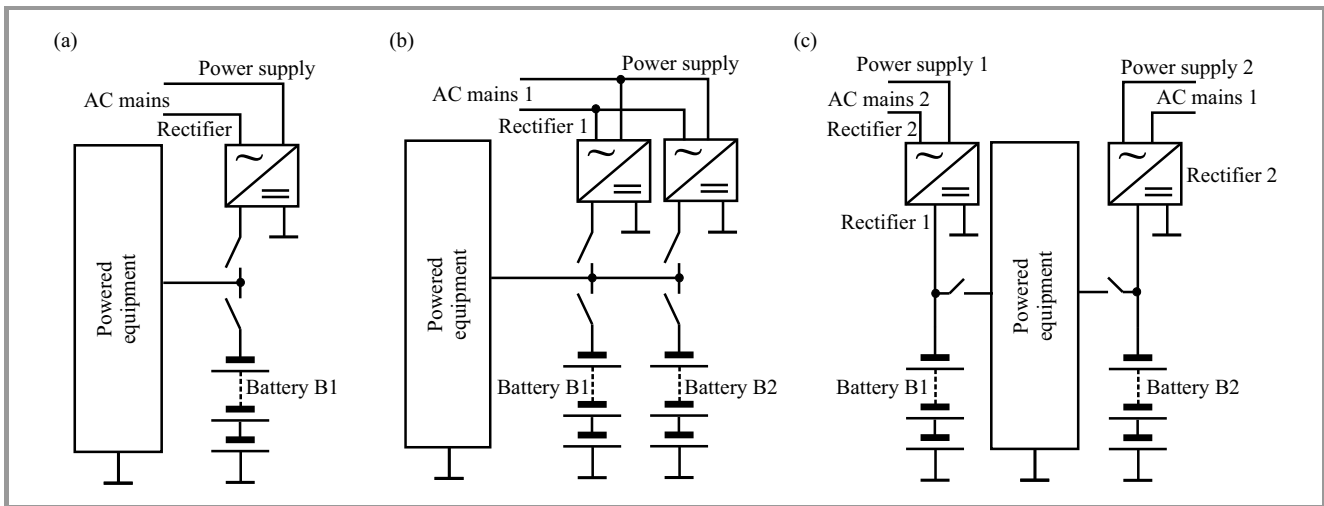 (a)
Power supply
AC mains
Rectifier
Powered
equipment
Battery B1
(b)
Power supply
AC mains 1
Rectifier 1
Powered
equipment
Battery B1
Battery B2
(c)
Power supply 1
AC mains 2
Rectifier 2
Rectifier 1
Powered
equipment
Power supply 2
AC mains 1
Rectifier 2
Battery B1
Battery B2